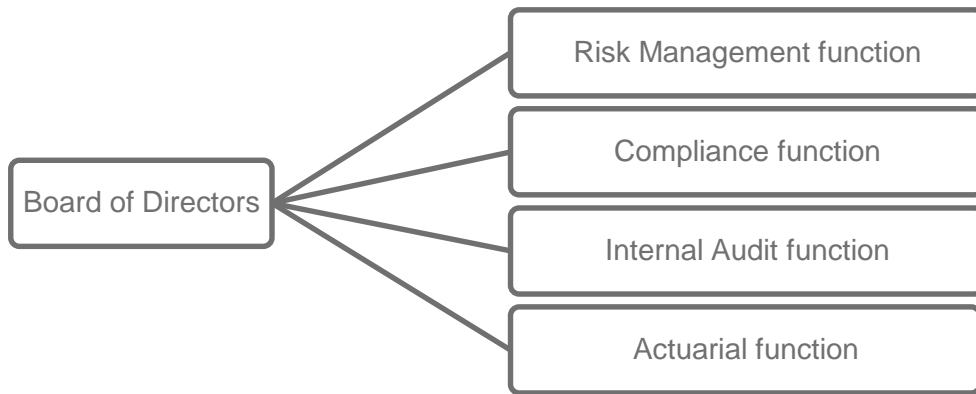 Risk Management function
Compliance function
Board of Directors
Internal Audit function
Actuarial function